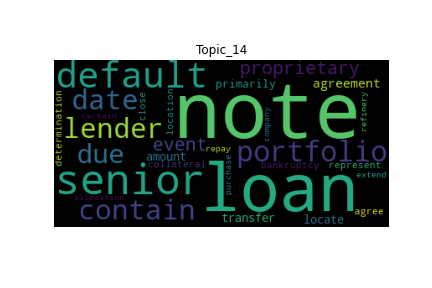 Topic_14
default
proprietary
primarily
agreement
date
note
lender
determination
certain
close
location
company
refinery
event
repay
due
amount
portfolio
collateral
bankruptcy
represent
senior
loan
purchase
extend
allocation
contain
transfer
locate
agree